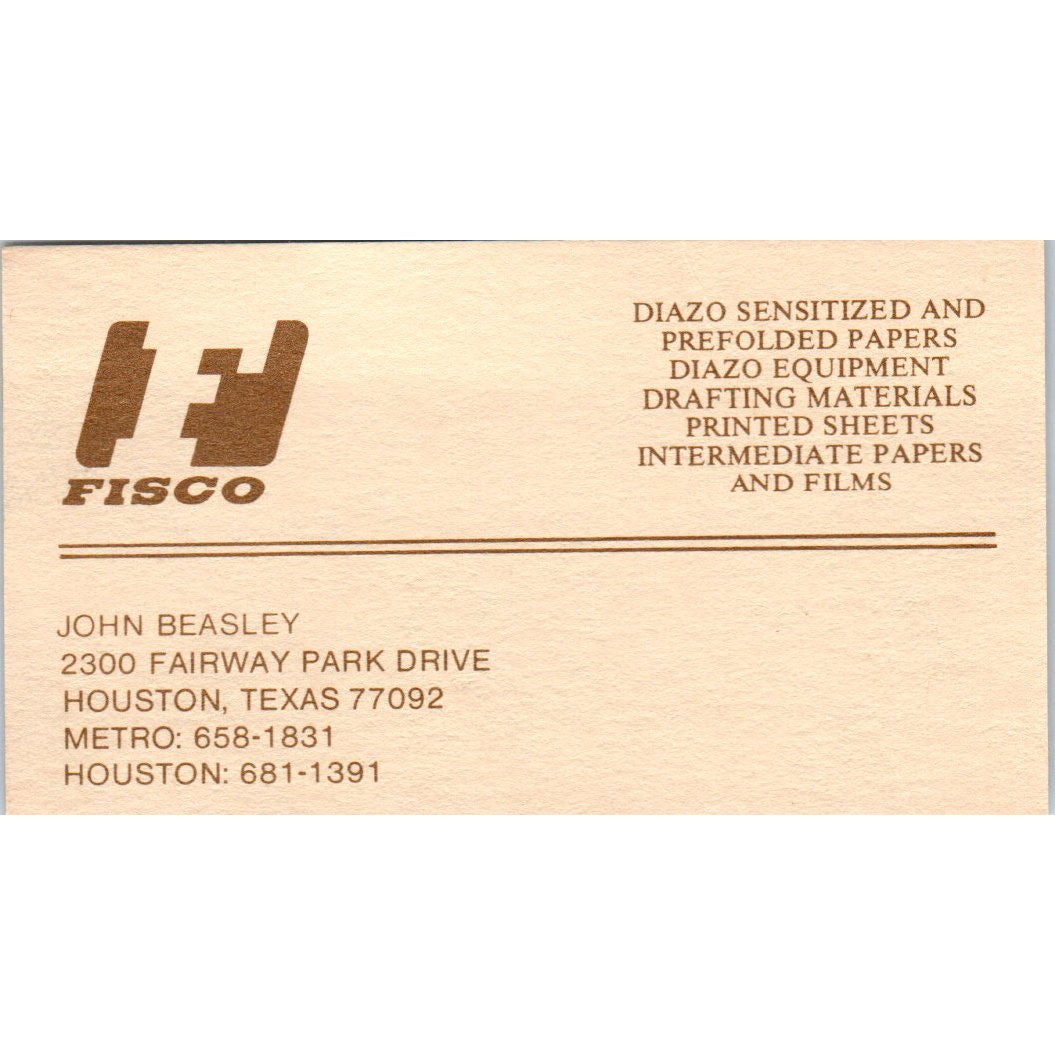 FISCO
DIAZO SENSITIZED AND
PREFOLDED PAPERS
DIAZO EQUIPMENT
DRAFTING MATERIALS
PRINTED SHEETS
INTERMEDIATE PAPERS
AND FILMS
JOHN BEASLEY
2300 FAIRWAY PARK DRIVE
HOUSTON, TEXAS 77092
METRO: 658-1831
HOUSTON: 681-1391